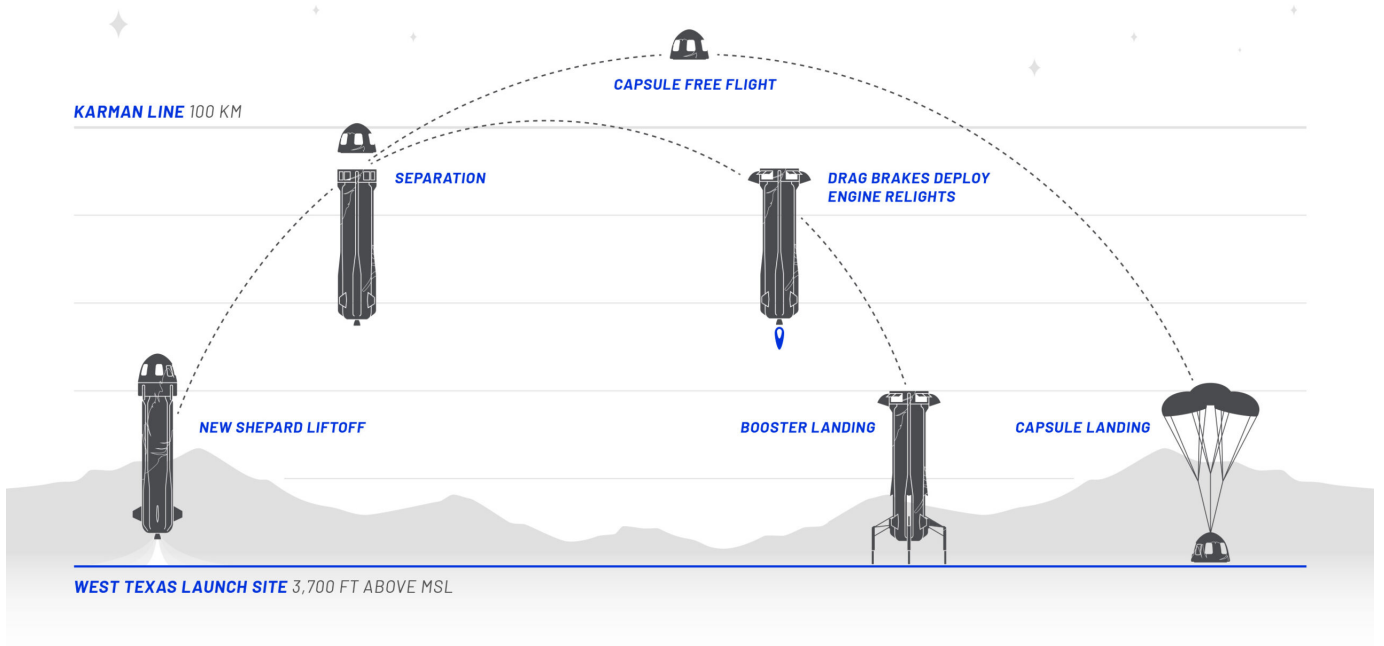 CAPSULE FREE FLIGHT
KARMAN LINE 100 KM
SEPARATION
DRAG BRAKES DEPLOY
ENGINE RELIGHTS
NEW SHEPARD LIFTOFF
BOOSTER LANDING
CAPSULE LANDING
WEST TEXAS LAUNCH SITE 3,700 FT ABOVE MSL